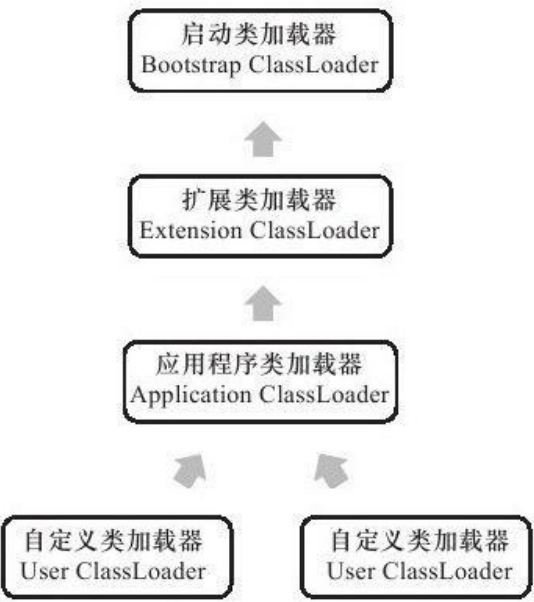 启动类加载器
Bootstrap ClassLoader
扩展类加载器
Extension ClassLoader
应用程序类加载器
Application ClassLoader
自定义类加载器
User ClassLoader
自定义类加载器
User ClassLoader